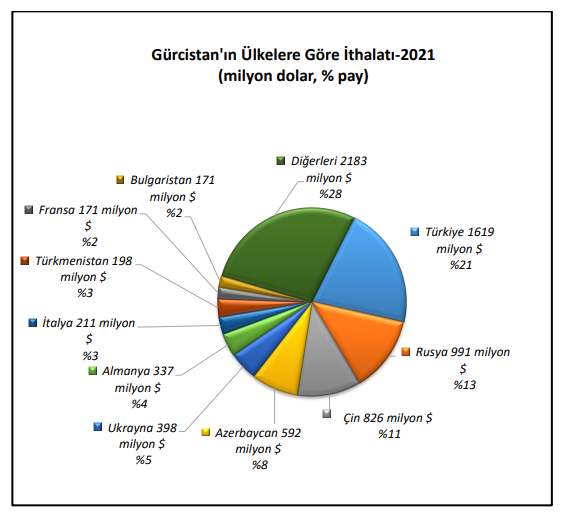 Gürcistan'ın Ülkelere Göre İthalatı-2021
(milyon dolar, % pay)
Diğerleri 2183
milyon $
%28
Türkiye 1619
milyon $
%21
Rusya 991 milyon
$
%13
Çin 826 milyon $
%11
Azerbaycan 592
milyon $
%8
Ukrayna 398
milyon $
%5
Almanya 337
milyon $
%4
İtalya 211 milyon
$
%3
Türkmenistan 198
milyon $
%3
Fransa 171 milyon
$
%2
Bulgaristan 171
milyon $
%2